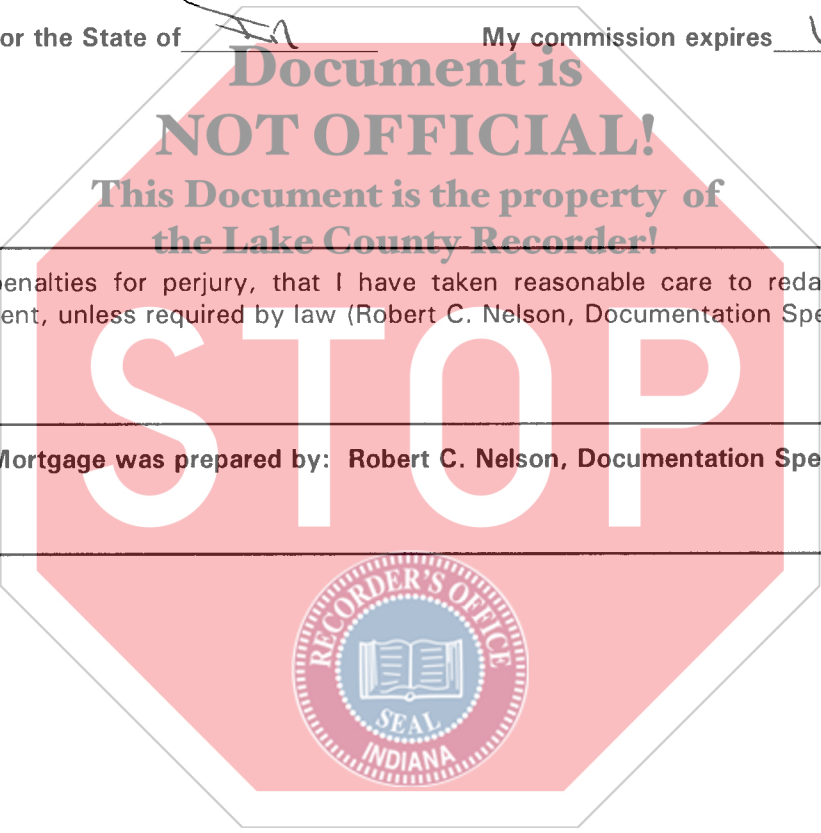 or the State of In My commission expires
Document is
NOT OFFICIAL!
This Document is the property of
the Lake County Recorder!
enalties for perjury, that I have taken reasonable care to reda
ent, unless required by law (Robert C. Nelson, Documentation Spe
STOP
Mortgage was prepared by: Robert C. Nelson, Documentation Spe
RECORDER'S OFFICE
SEAL
INDIANA